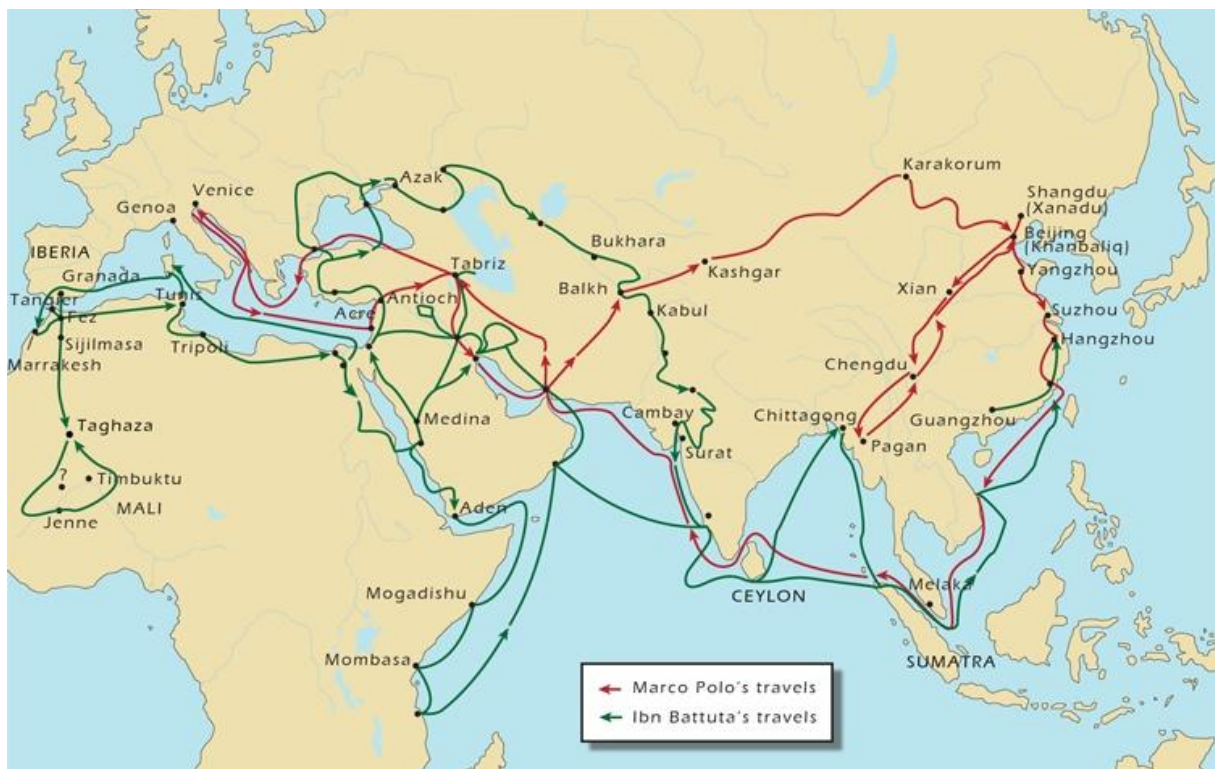 Karakorum
Azak
Venice
Shangdu
(Xanadu)
Genoa
Beijing
(Khanbaliq)
Bukhara
IBERIA
Tabriz
Kashgar
Yangzhou
Granada
Balkh
Xian
Tangier
Tunis
Antioch
Acre
Kabul
Suzhou
Fez
Sijilmasa
Tripoli
Hangzhou
Marrakesh
Chengdu
Medina
Cambay
Chittagong
Guangzhou
Taghaza
Surat
Pagan
?
Timbuktu
MALI
Aden
Jenne
Mogadishu
CEYLON
Melaka
Mombasa
SUMATRA
Marco Polo's travels
Ibn Battuta's travels